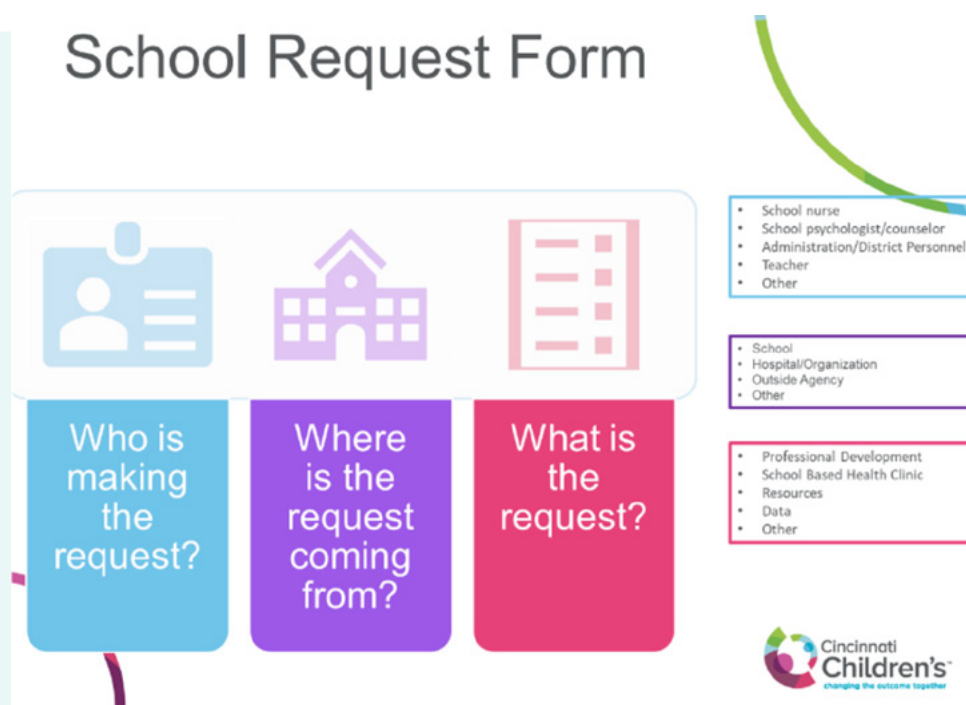 School Request Form
Who is
making
the
request?
Where
is the
request
coming
from?
What is
the
request?
• School nurse
• School psychologist/counselor
• Administration/District Personnel
• Teacher
• Other
• School
• Hospital/Organization
• Outside Agency
• Other
• Professional Development
• School Based Health Clinic
• Resources
• Data
• Other
Cincinnati
Children's™
changing the outcome together